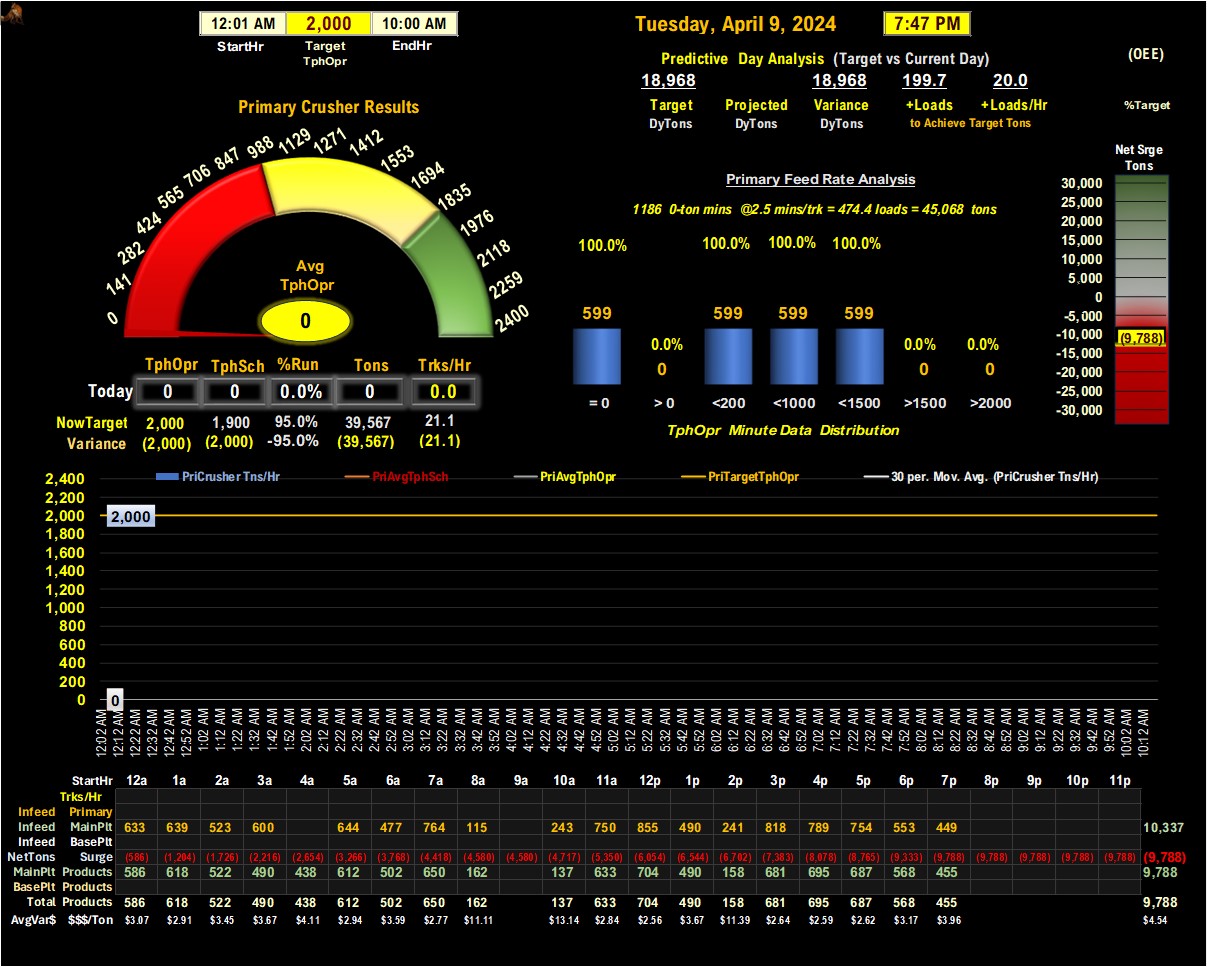 12:01 AM 2,000 10:00 AM
StartHr Target TphOpr EndHr
Tuesday, April 9, 2024 7:47 PM
Predictive Day Analysis (Target vs Current Day)
18,968 18,968 199.7 20.0
Target Projected Variance +Loads +Loads/Hr
DyTons DyTons DyTons to Achieve Target Tons
(OEE)
%Target
Primary Crusher Results
0 141 282 424 565 706 847 988 1129 1271 1412 1553 1694 1835 1976 2118 2259 2400
Avg
TphOpr
0
TphOpr TphSch %Run Tons Trks/Hr
Today 0 0 0.0% 0 0.0
NowTarget 2,000 1,900 95.0% 39,567 21.1
Variance (2,000) (2,000) -95.0% (39,567) (21.1)
Primary Feed Rate Analysis
1186 0-ton mins @2.5 mins/trk = 474.4 loads = 45,068 tons
100.0% 100.0% 100.0% 100.0%
599 599 599 599
0.0% 0.0% 0.0%
0 0 0
= 0 > 0 <200 <1000 <1500 >1500 >2000
TphOpr Minute Data Distribution
Net Srge
Tons
30,000
25,000
20,000
15,000
10,000
5,000
0
-5,000
-10,000
(9,788)
-15,000
-20,000
-25,000
-30,000
PriCrusher Tns/Hr PriAvgTphSch PriAvgTphOpr PriTargetTphOpr 30 per. Mov. Avg. (PriCrusher Tns/Hr)
2,400
2,200
2,000 2,000
1,800
1,600
1,400
1,200
1,000
800
600
400
200
0 0
12:02 AM 12:12 AM 12:22 AM 12:32 AM 12:42 AM 12:52 AM 1:02 AM 1:12 AM 1:22 AM 1:32 AM 1:42 AM 1:52 AM 2:02 AM 2:12 AM 2:22 AM 2:32 AM 2:42 AM 2:52 AM 3:02 AM 3:12 AM 3:22 AM 3:32 AM 3:42 AM 3:52 AM 4:02 AM 4:12 AM 4:22 AM 4:32 AM 4:42 AM 4:52 AM 5:02 AM 5:12 AM 5:22 AM 5:32 AM 5:42 AM 5:52 AM 6:02 AM 6:12 AM 6:22 AM 6:32 AM 6:42 AM 6:52 AM 7:02 AM 7:12 AM 7:22 AM 7:32 AM 7:42 AM 7:52 AM 8:02 AM 8:12 AM 8:22 AM 8:32 AM 8:42 AM 8:52 AM 9:02 AM 9:12 AM 9:22 AM 9:32 AM 9:42 AM 9:52 AM 10:02 AM 10:12 AM
StartHr 12a 1a 2a 3a 4a 5a 6a 7a 8a 9a 10a 11a 12p 1p 2p 3p 4p 5p 6p 7p 8p 9p 10p 11p
Trks/Hr
Infeed Primary
Infeed MainPlt 633 639 523 600 644 477 764 115 243 750 855 490 241 818 789 754 553 449 10,337
Infeed BasePlt
NetTons Surge (586) (1,204) (1,726) (2,216) (2,654) (3,266) (3,768) (4,418) (4,580) (4,580) (4,717) (5,350) (6,054) (6,544) (6,702) (7,383) (8,078) (8,765) (9,333) (9,788) (9,788) (9,788) (9,788) (9,788) (9,788)
MainPlt Products 586 618 522 490 438 612 502 650 162 137 633 704 490 158 681 695 687 568 455 9,788
BasePlt Products
Total Products 586 618 522 490 438 612 502 650 162 137 633 704 490 158 681 695 687 568 455 9,788
AvgVar$ $$$/Ton $3.07 $2.91 $3.45 $3.67 $4.11 $2.94 $3.59 $2.77 $11.11 $13.14 $2.84 $2.56 $3.67 $11.39 $2.64 $2.59 $2.62 $3.17 $3.96 $4.54